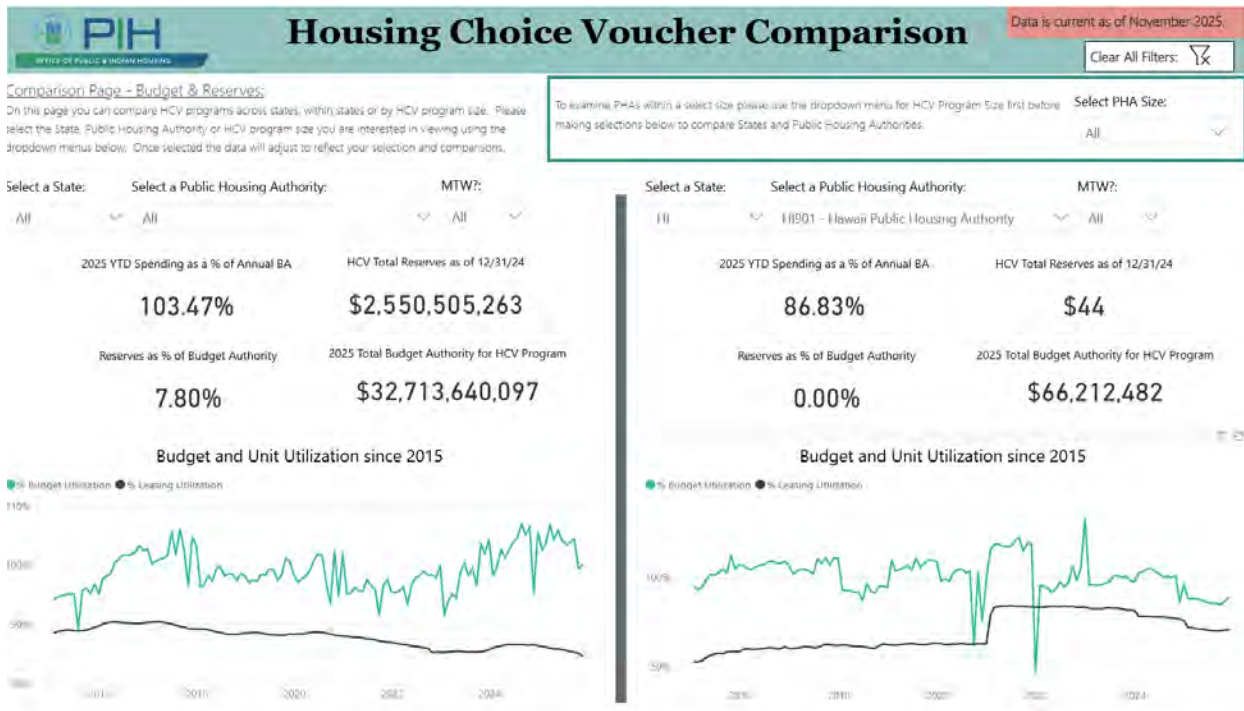 PIH
OFFICE OF PUBLIC & INDIAN HOUSING
Housing Choice Voucher Comparison
Data is current as of November 2025.
Clear All Filters:
Comparison Page - Budget & Reserves:
On this page you can compare HCV programs across states, within states or by HCV program size. Please
select the State, Public Housing Authority or HCV program size you are interested in viewing using the
dropdown menus below. Once selected the data will adjust to reflect your selection and comparisons.
To examine PHAs within a select size please use the dropdown menu for HCV Program Size first before
making selections below to compare States and Public Housing Authorities.
Select PHA Size:
All
Select a State: Select a Public Housing Authority: MTW?:
All All All
2025 YTD Spending as a % of Annual BA HCV Total Reserves as of 12/31/24
103.47% $2,550,505,263
Reserves as % of Budget Authority 2025 Total Budget Authority for HCV Program
7.80% $32,713,640,097
Budget and Unit Utilization since 2015
% Budget Utilization % Leasing Utilization
110%
100%
90%
2018 2020 2022 2024
Select a State: Select a Public Housing Authority: MTW?:
HI HI901 - Hawaii Public Housing Authority All
2025 YTD Spending as a % of Annual BA HCV Total Reserves as of 12/31/24
86.83% $44
Reserves as % of Budget Authority 2025 Total Budget Authority for HCV Program
0.00% $66,212,482
Budget and Unit Utilization since 2015
% Budget Utilization % Leasing Utilization
100%
50%
2018 2020 2022 2024